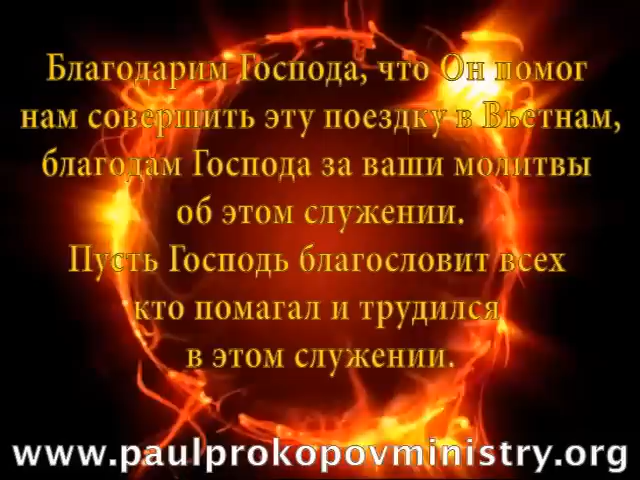 Благодарим Господа, что Он помог
нам совершить эту поездку в Вьетнам,
благодам Господа за ваши молитвы
об этом служении.
Пусть Господь благословит всех
кто помагал и трудился
в этом служении.
www.paulprokopovministry.org